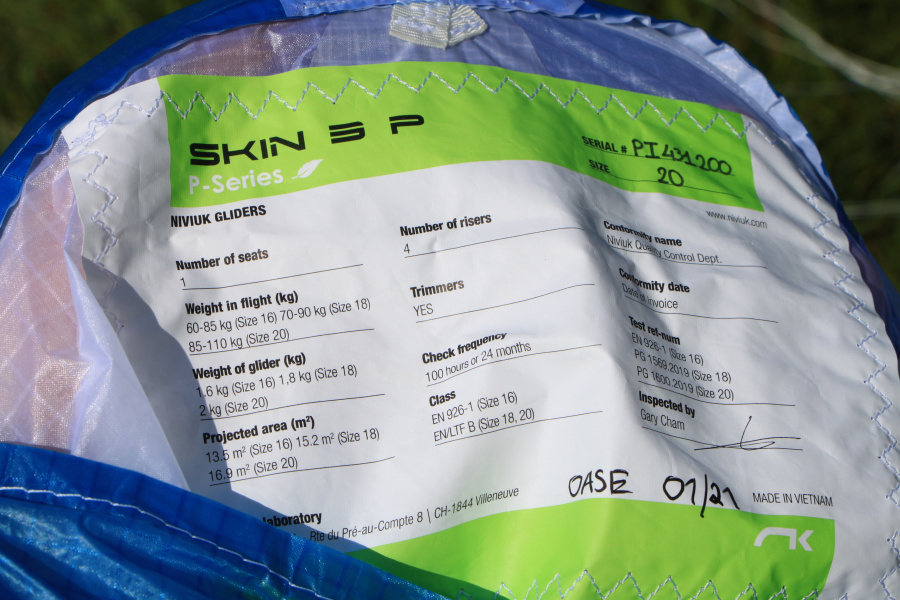 SKIN 3 P
P-Series
SERIAL # PI431200
SIZE 20
www.niviuk.com
NIVIUK GLIDERS
Number of seats
1
Weight in flight (kg)
60-85 kg (Size 16) 70-90 kg (Size 18)
85-110 kg (Size 20)
Weight of glider (kg)
1,6 kg (Size 16) 1,8 kg (Size 18)
2 kg (Size 20)
Projected area (m²)
13.5 m² (Size 16) 15.2 m² (Size 18)
16.9 m² (Size 20)
Number of risers
4
Trimmers
YES
Check frequency
100 hours or 24 months
Class
EN 926-1 (Size 16)
EN/LTF B (Size 18, 20)
Conformity name
Niviuk Quality Control Dept.
Conformity date
Date of invoice
Test ref-num
EN 926-1 (Size 16)
PG 1569.2019 (Size 18)
PG 1600.2019 (Size 20)
Inspected by
Gary Cham
OASE 01/21
MADE IN VIETNAM
laboratory
Rte du Pré-au-Compte 8 | CH-1844 Villeneuve